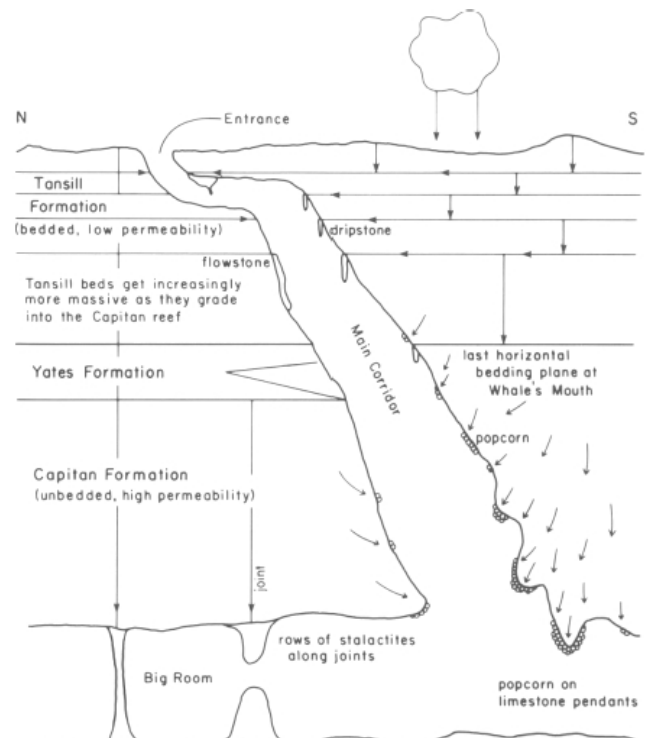 N
S
Entrance
Tansill
Formation
(bedded, low permeability)
dripstone
flowstone
Tansill beds get increasingly
more massive as they grade
into the Capitan reef
Main Corridor
last horizontal
bedding plane at
Whale's Mouth
Yates Formation
popcorn
Capitan Formation
(unbedded, high permeability)
joint
rows of stalactites
along joints
Big Room
popcorn on
limestone pendants